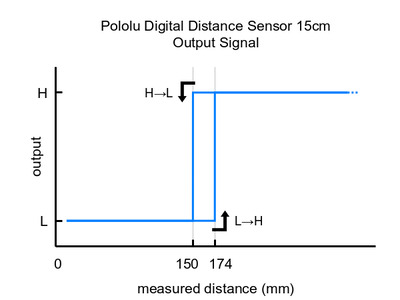 Pololu Digital Distance Sensor 15cm
Output Signal
H
H→L
output
L
L→H
0
150
174
measured distance (mm)